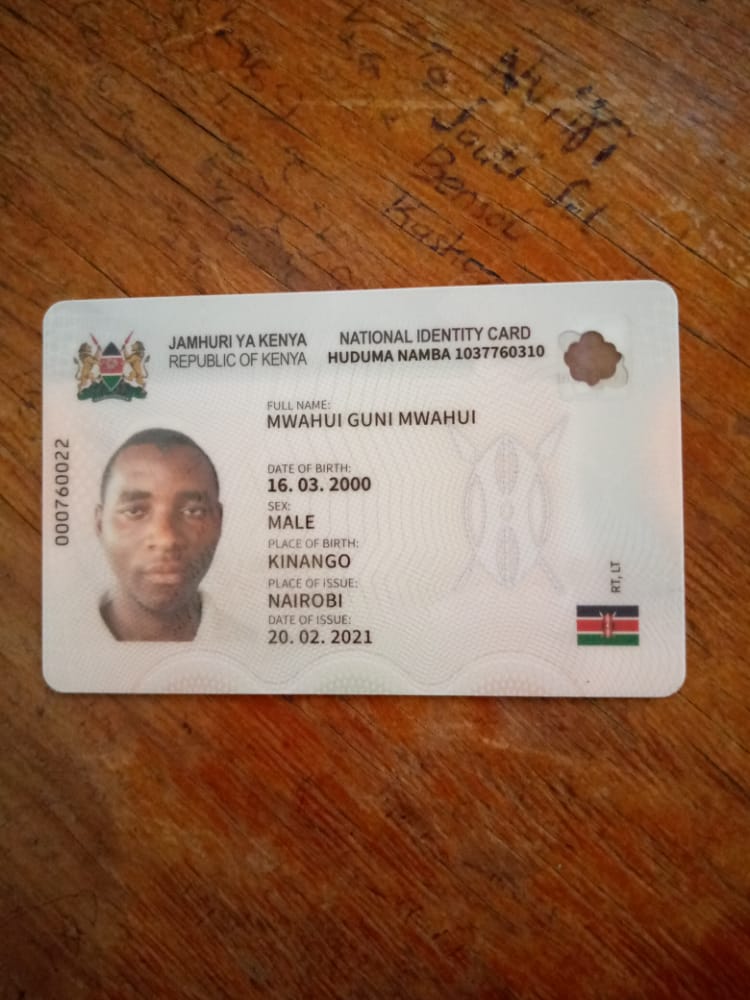 Benson
JAMHURI YA KENYA
REPUBLIC OF KENYA
NATIONAL IDENTITY CARD
HUDUMA NAMBA 1037760310
FULL NAME:
MWAHUI GUNI MWAHUI
DATE OF BIRTH:
16. 03. 2000
SEX:
MALE
PLACE OF BIRTH:
KINANGO
PLACE OF ISSUE:
NAIROBI
DATE OF ISSUE:
20. 02. 2021
000760022
RT, LT